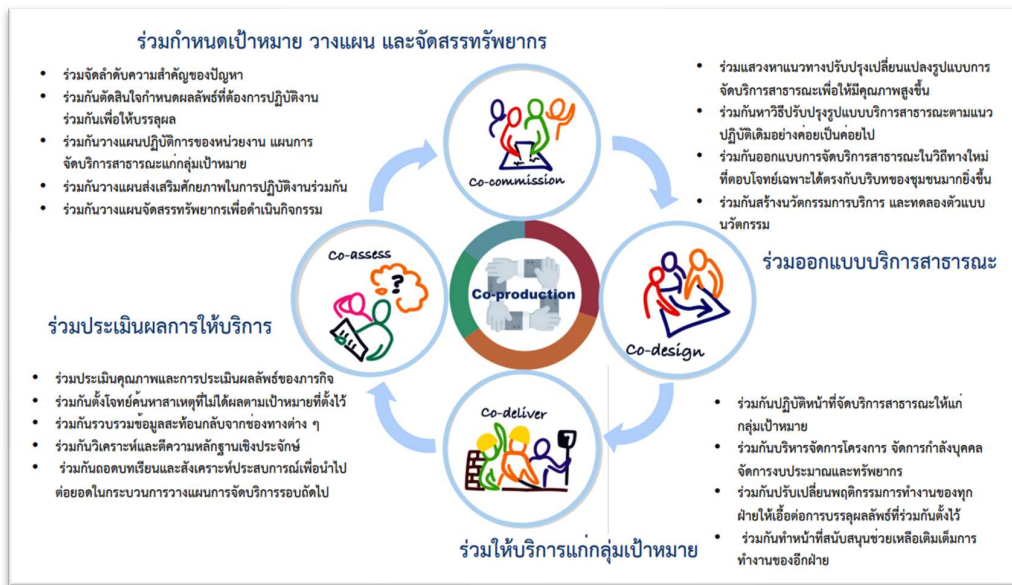 ร่วมกำหนดเป้าหมาย วางแผน และจัดสรรทรัพยากร
• ร่วมจัดลำดับความสำคัญของปัญหา
• ร่วมกันตัดสินใจกำหนดผลลัพธ์ที่ต้องการปฏิบัติงาน
ร่วมกันเพื่อให้บรรลุผล
• ร่วมกันวางแผนปฏิบัติการของหน่วยงาน แผนการ
จัดบริการสาธารณะแก่กลุ่มเป้าหมาย
• ร่วมกันวางแผนส่งเสริมศักยภาพในการปฏิบัติงานร่วมกัน
• ร่วมกันวางแผนจัดสรรทรัพยากรเพื่อดำเนินกิจกรรม
Co-commission
• ร่วมแสวงหาแนวทางปรับปรุงเปลี่ยนแปลงรูปแบบการ
จัดบริการสาธารณะเพื่อให้มีคุณภาพสูงขึ้น
• ร่วมกันหาวิธีปรับปรุงรูปแบบบริการสาธารณะตามแนว
ปฏิบัติเดิมอย่างค่อยเป็นค่อยไป
• ร่วมกันออกแบบการจัดบริการสาธารณะในวิถีทางใหม่
ที่ตอบโจทย์เฉพาะได้ตรงกับบริบทของชุมชนมากยิ่งขึ้น
• ร่วมกันสร้างนวัตกรรมการบริการ และทดลองตัวแบบ
นวัตกรรม
ร่วมออกแบบบริการสาธารณะ
Co-design
Co-assess
?
Co-production
ร่วมประเมินผลการให้บริการ
• ร่วมประเมินคุณภาพและการประเมินผลลัพธ์ของภารกิจ
• ร่วมกันตั้งโจทย์ค้นหาสาเหตุที่ไม่ได้ผลตามเป้าหมายที่ตั้งไว้
• ร่วมกันรวบรวมข้อมูลสะท้อนกลับจากช่องทางต่าง ๆ
• ร่วมกันวิเคราะห์และตีความหลักฐานเชิงประจักษ์
• ร่วมกันถอดบทเรียนและสังเคราะห์ประสบการณ์เพื่อนำไป
ต่อยอดในกระบวนการวางแผนการจัดบริการรอบถัดไป
Co-deliver
ร่วมให้บริการแก่กลุ่มเป้าหมาย
• ร่วมกันปฏิบัติหน้าที่จัดบริการสาธารณะให้แก่
กลุ่มเป้าหมาย
• ร่วมกันบริหารจัดการโครงการ จัดการกำลังบุคคล
จัดการงบประมาณและทรัพยากร
• ร่วมกันปรับเปลี่ยนพฤติกรรมการทำงานของทุก
ฝ่ายให้เอื้อต่อการบรรลุผลลัพธ์ที่ร่วมกันตั้งไว้
• ร่วมกันทำหน้าที่สนับสนุนช่วยเหลือเติมเต็มการ
ทำงานของอีกฝ่าย